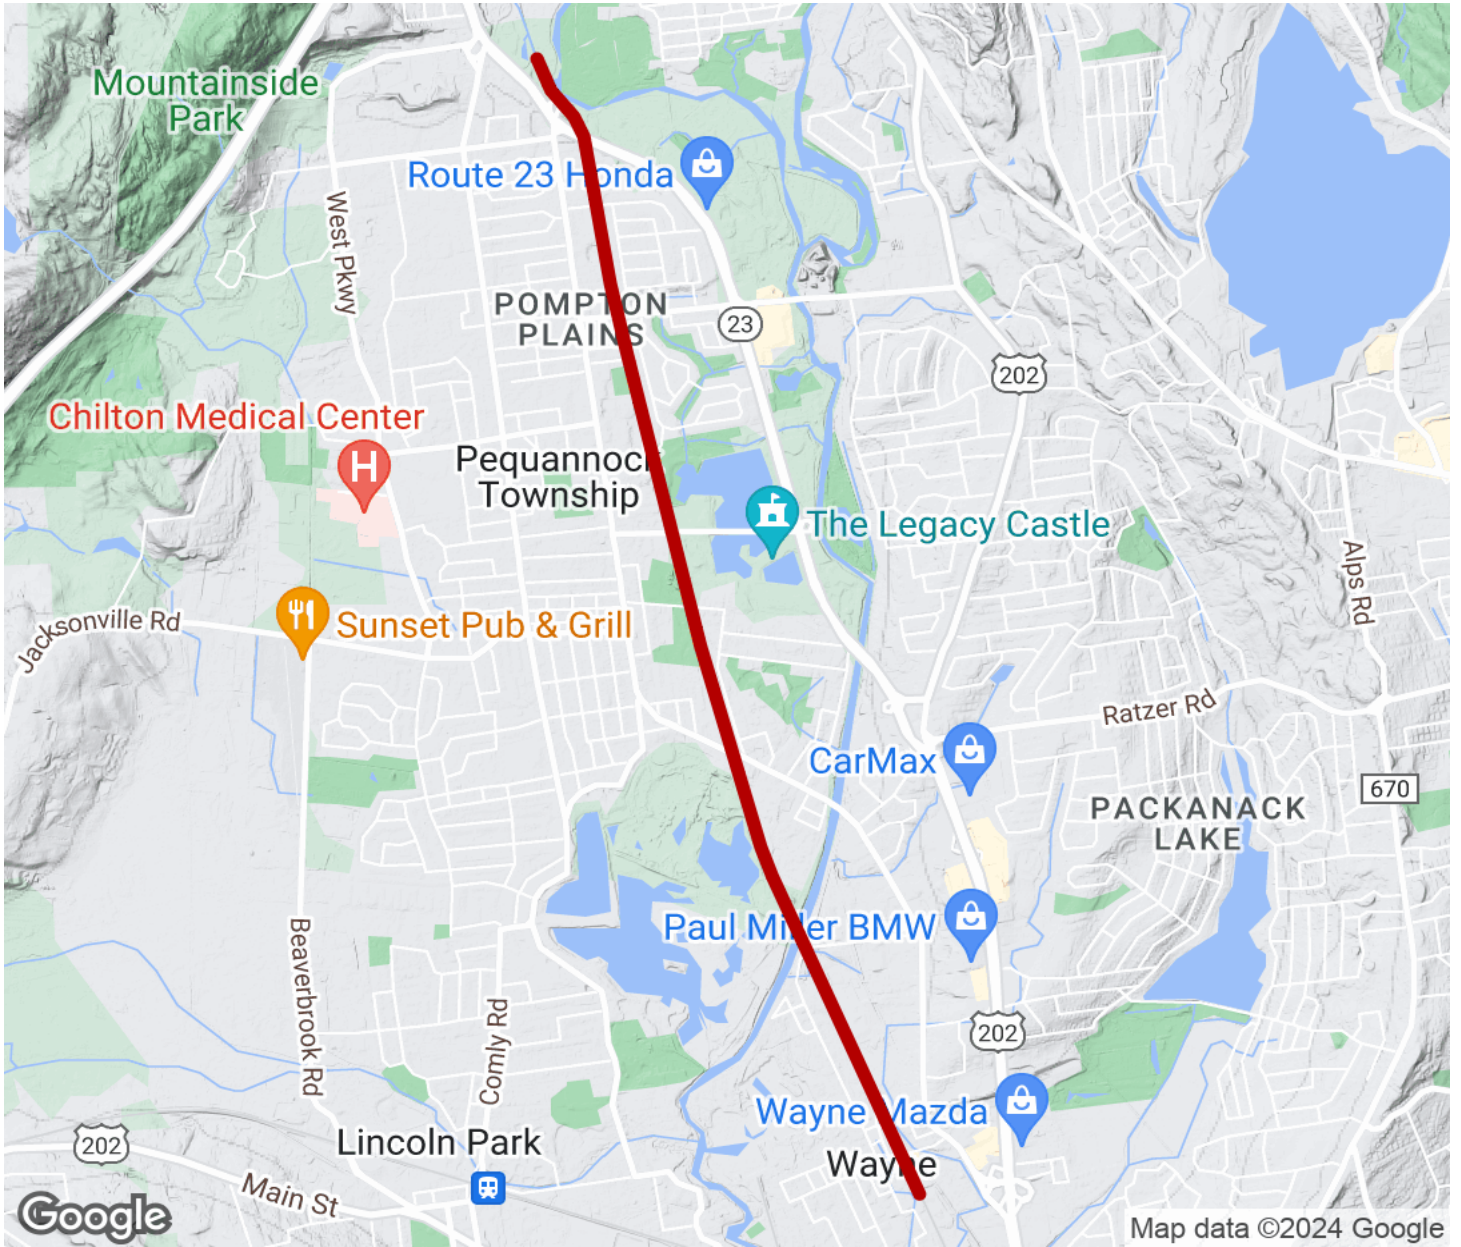 Mountainside
Park
Route 23 Honda
West Pkwy
POMPTON
PLAINS
23
202
Chilton Medical Center
H
Pequannock
Township
The Legacy Castle
Alps Rd
Jacksonville Rd
Sunset Pub & Grill
Ratzer Rd
CarMax
670
PACKANACK
LAKE
Paul Miller BMW
Beaverbrook Rd
Comly Rd
202
Wayne Mazda
202
Lincoln Park
Wayne
Main St
Google
Map data ©2024 Google